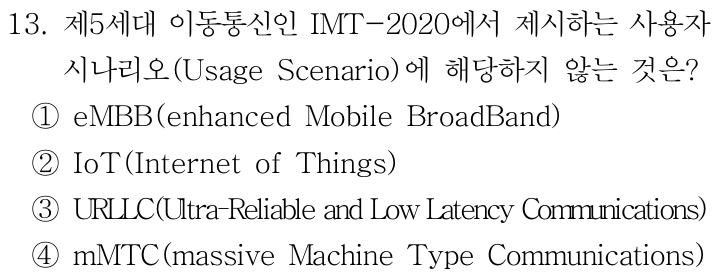 13. 제5세대 이동통신인 IMT-2020에서 제시하는 사용자
시나리오(Usage Scenario)에 해당하지 않는 것은?
① eMBB(enhanced Mobile BroadBand)
② IoT(Internet of Things)
③ URLLC(Ultra-Reliable and Low Latency Communications)
④ mMTC(massive Machine Type Communications)